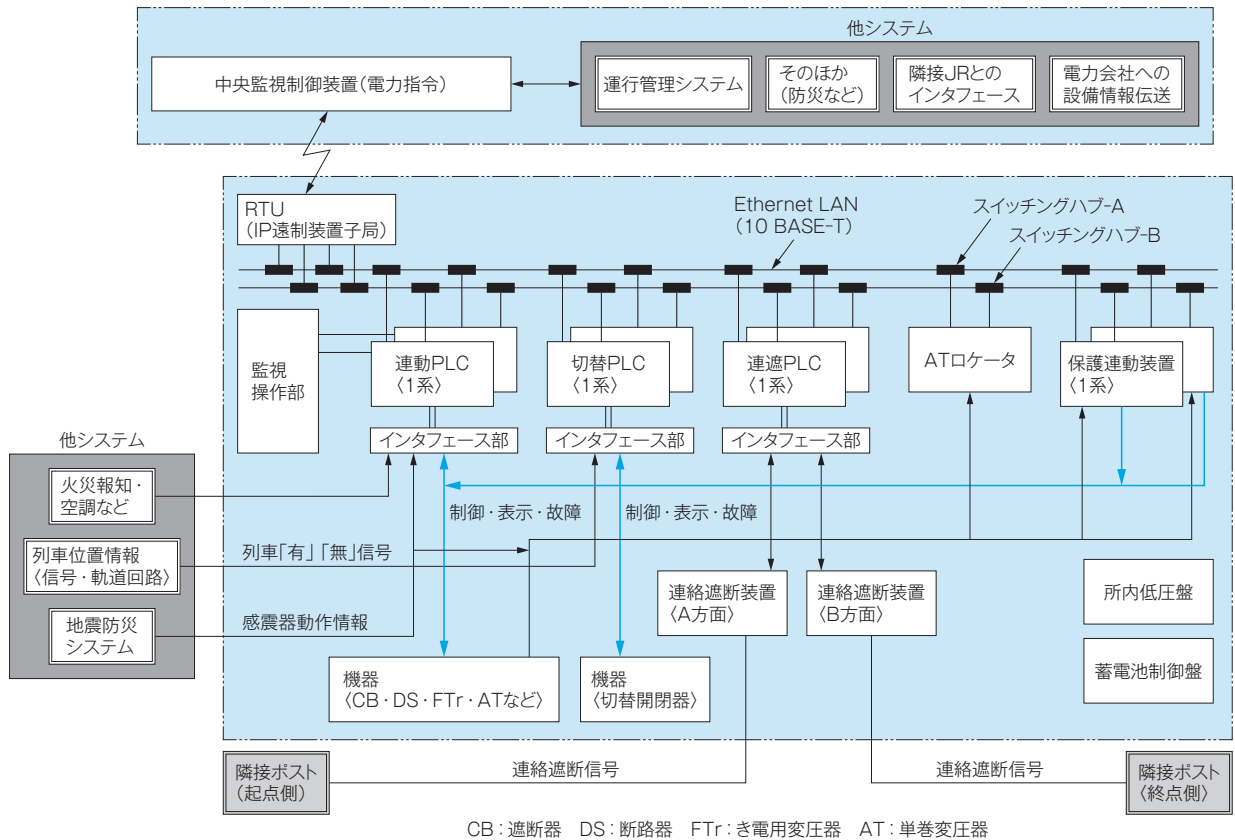 他システム
中央監視制御装置(電力指令)
運行管理システム
そのほか
(防災など)
隣接JRとの
インタフェース
電力会社への
設備情報伝送
RTU
(IP遠制装置子局)
Ethernet LAN
(10 BASE-T)
スイッチングハブ-A
スイッチングハブ-B
監視
操作部
連動PLC
〈1系〉
切替PLC
〈1系〉
連遮PLC
〈1系〉
ATロケータ
保護連動装置
〈1系〉
インタフェース部
インタフェース部
インタフェース部
他システム
火災報知・
空調など
列車位置情報
〈信号・軌道回路〉
地震防災
システム
制御・表示・故障
制御・表示・故障
列車「有」「無」信号
感震器動作情報
連絡遮断装置
〈A方面〉
連絡遮断装置
〈B方面〉
所内低圧盤
蓄電池制御盤
機器
〈CB・DS・FTr・ATなど〉
機器
〈切替開閉器〉
隣接ポスト
(起点側)
連絡遮断信号
連絡遮断信号
隣接ポスト
〈終点側〉
CB:遮断器 DS:断路器 FTr:き電用変圧器 AT:単巻変圧器